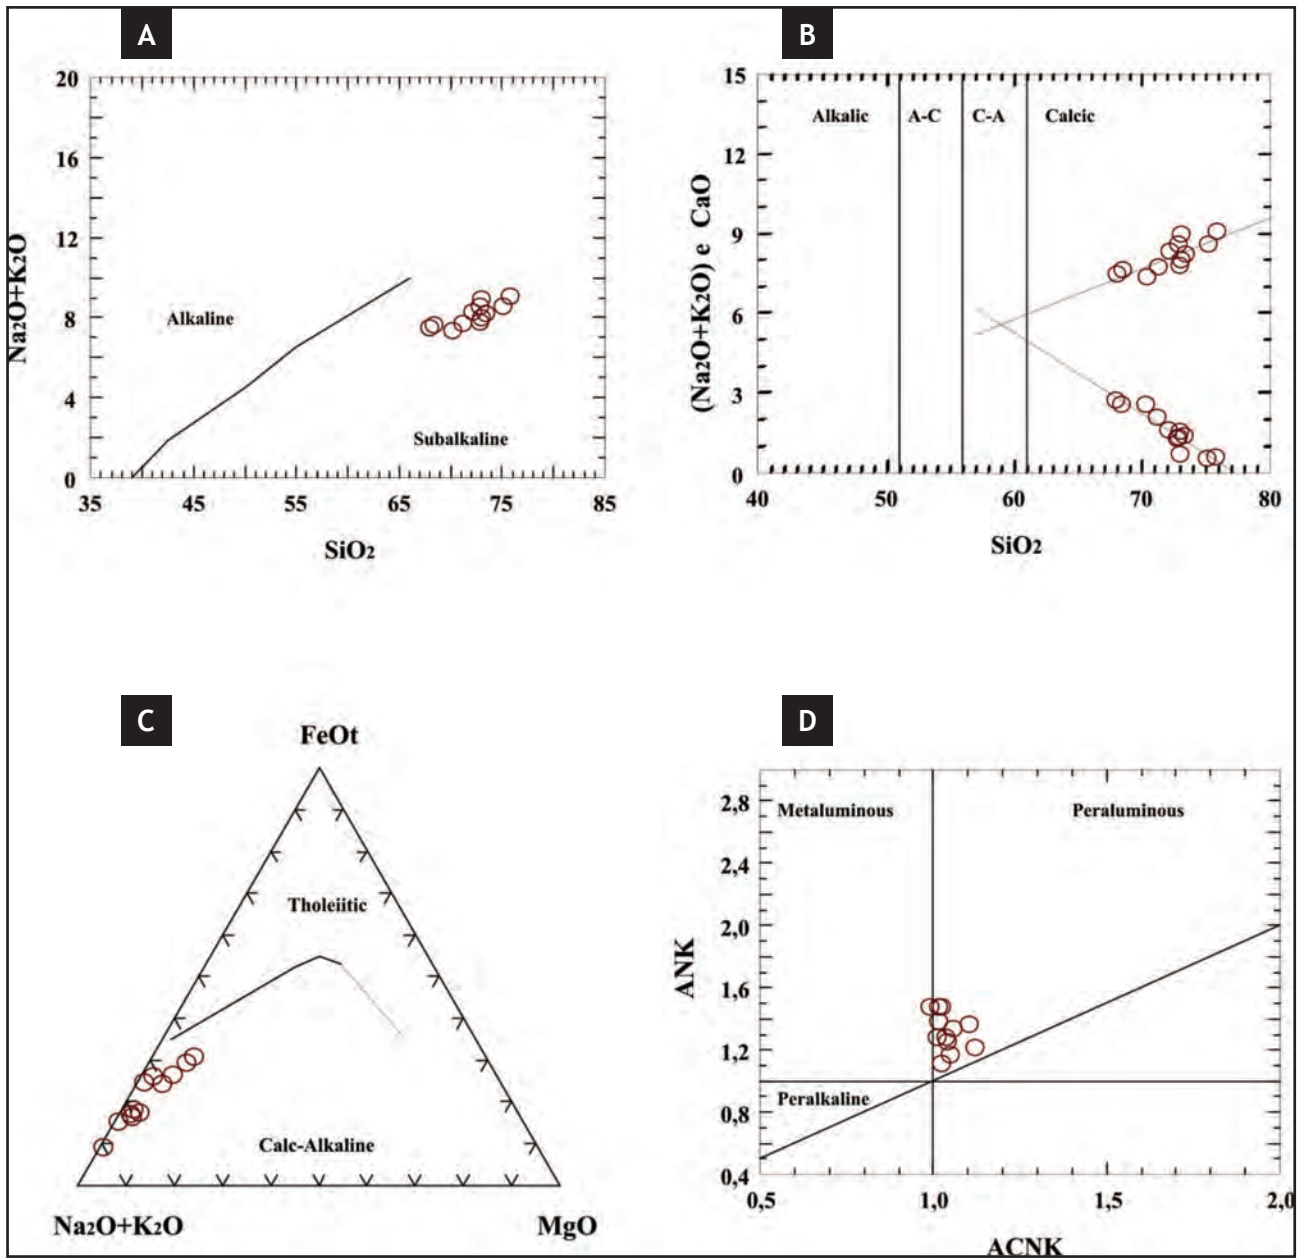 A
20
16
12
8
4
0
Na2O+K2O
Alkaline
Subalkaline
35 45 55 65 75 85
SiO2
B
15
12
9
6
3
0
(Na2O+K2O) e CaO
Alkalic A-C C-A Calcic
40 50 60 70 80
SiO2
C
FeOt
Tholeiitic
Calc-Alkaline
Na2O+K2O MgO
D
2,8
2,4
2,0
1,6
1,2
0,8
0,4
ANK
Metaluminous Peraluminous
Peralkaline
0,5 1,0 1,5 2,0
ACNK